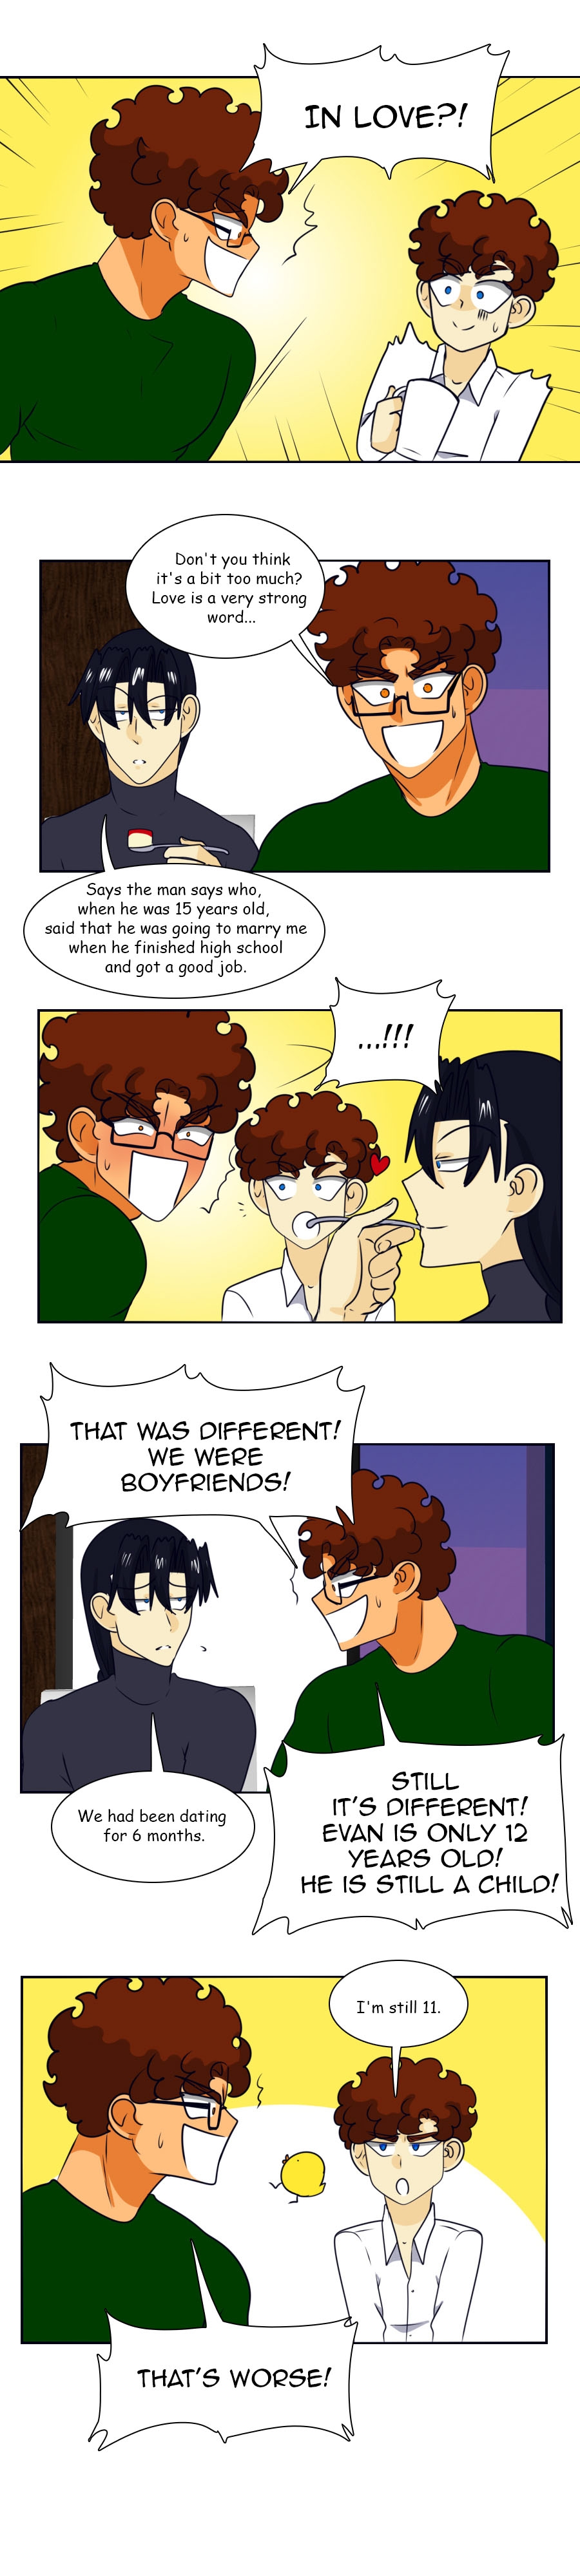 IN LOVE?!
Don't you think
it's a bit too much?
Love is a very strong
word...
Says the man says who,
when he was 15 years old,
said that he was going to marry me
when he finished high school
and got a good job.
...!!!
THAT WAS DIFFERENT!
WE WERE
BOYFRIENDS!
We had been dating
for 6 months.
STILL
IT'S DIFFERENT!
EVAN IS ONLY 12
YEARS OLD!
HE IS STILL A CHILD!
I'm still 11.
THAT'S WORSE!